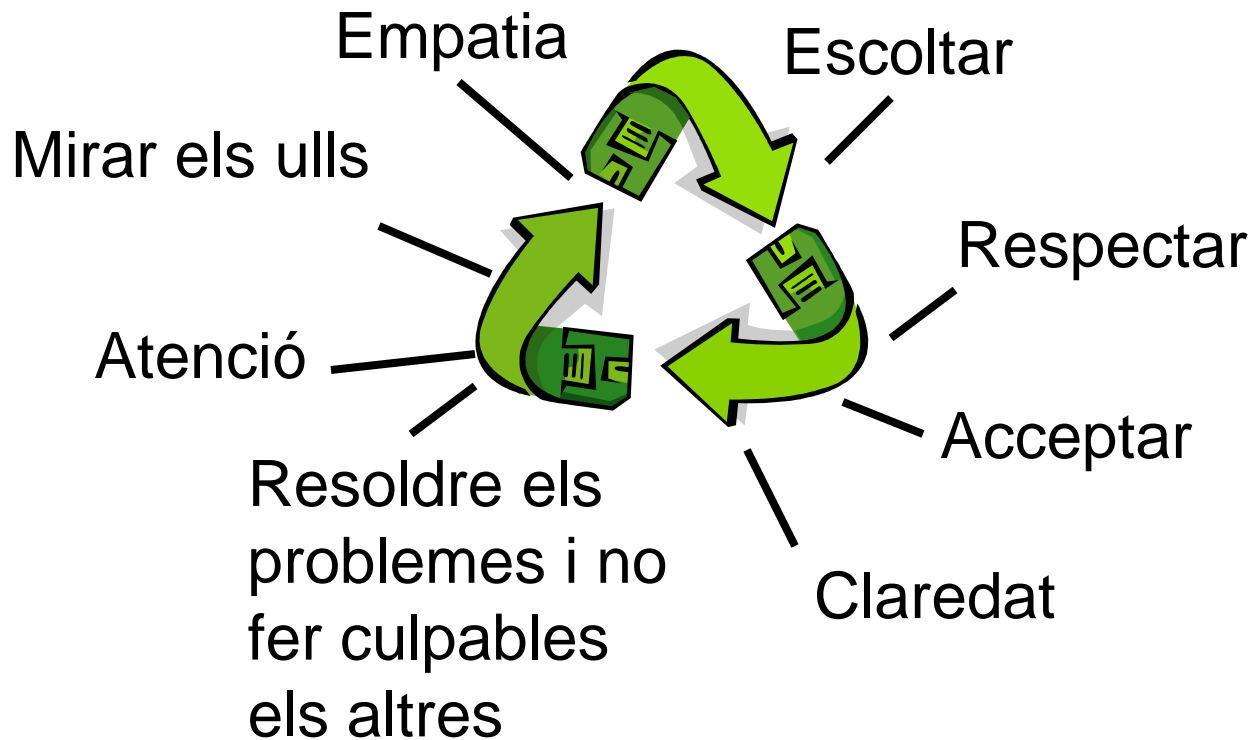 Empatia
Escoltar
Mirar els ulls
Respectar
Atenció
Acceptar
Resoldre els
problemes i no
fer culpables
els altres
Claredat